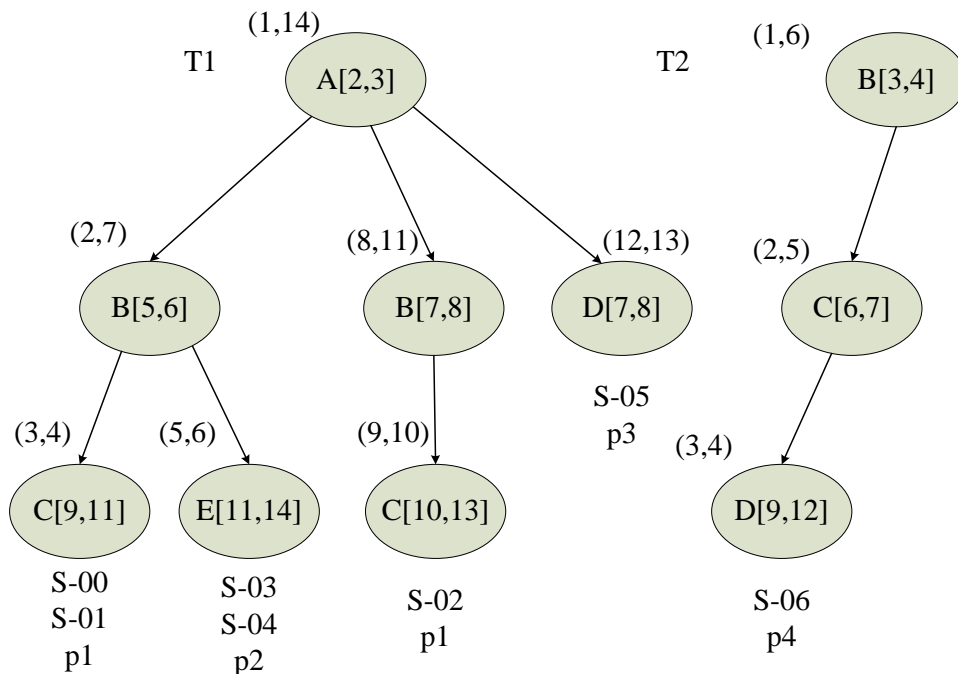 (1,14)
T1
A[2,3]
T2
(1,6)
B[3,4]
(2,7)
(8,11)
(12,13)
(2,5)
B[5,6]
B[7,8]
D[7,8]
C[6,7]
(3,4)
(5,6)
(9,10)
S-05
p3
(3,4)
C[9,11]
E[11,14]
C[10,13]
D[9,12]
S-00
S-01
p1
S-03
S-04
p2
S-02
p1
S-06
p4